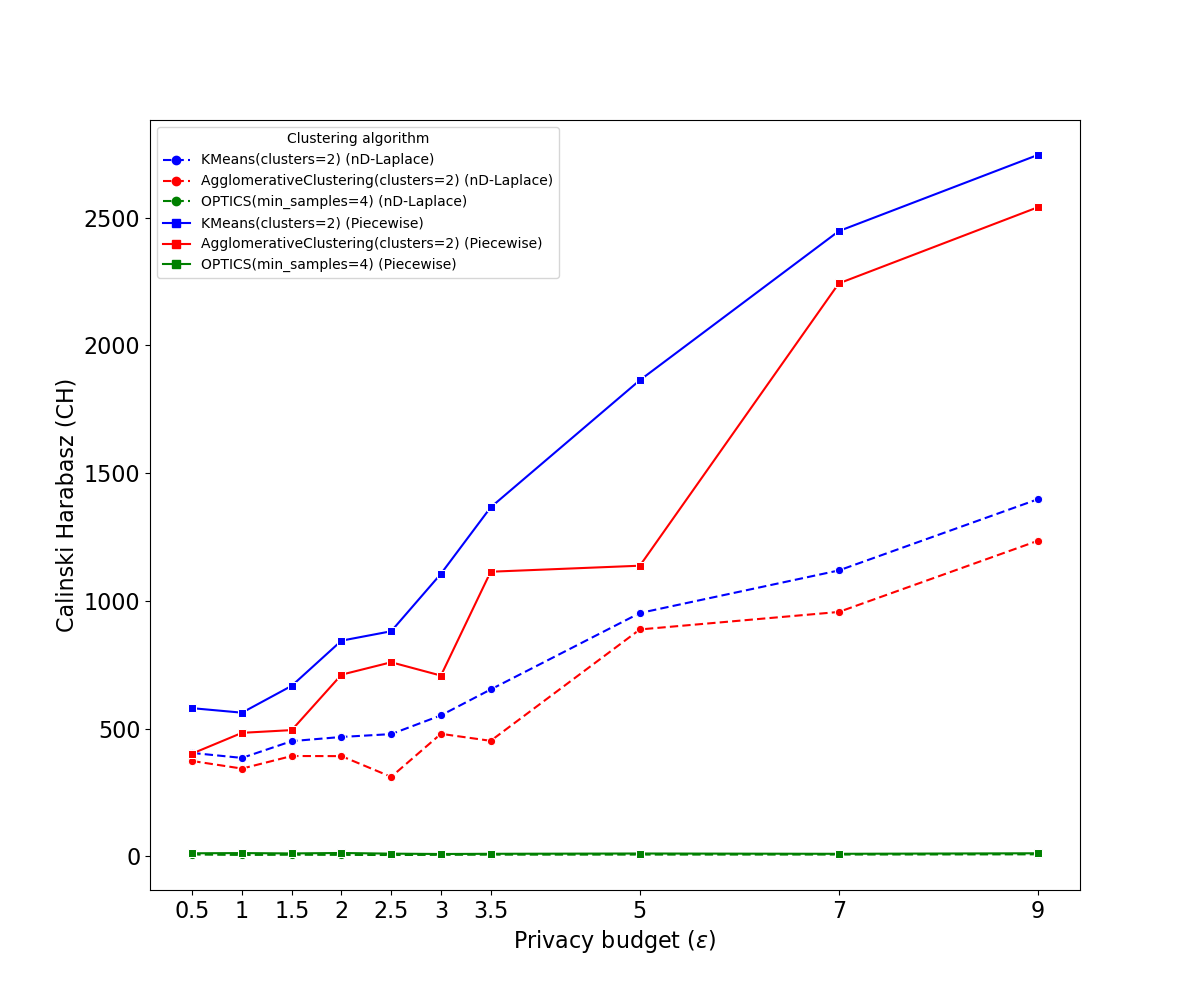 Clustering algorithm
KMeans(clusters=2) (nD-Laplace)
AgglomerativeClustering(clusters=2) (nD-Laplace)
OPTICS(min_samples=4) (nD-Laplace)
KMeans(clusters=2) (Piecewise)
AgglomerativeClustering(clusters=2) (Piecewise)
OPTICS(min_samples=4) (Piecewise)
Calinski Harabasz (CH)
2500
2000
1500
1000
500
0
0.5 1 1.5 2 2.5 3 3.5 5 7 9
Privacy budget (ε)